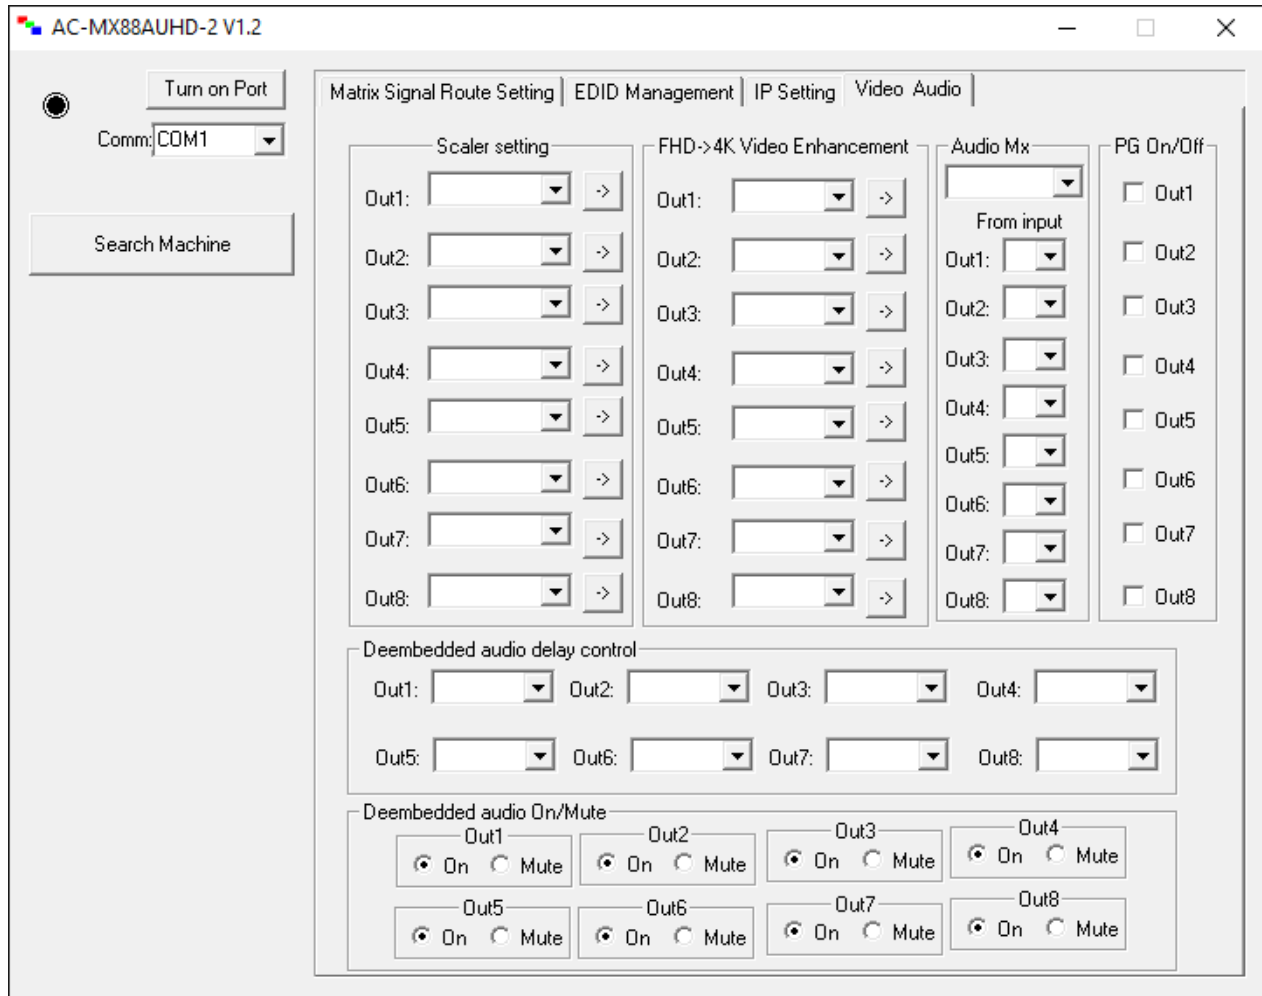 AC-MX88AUHD-2 V1.2
Turn on Port
Comm: COM1
Search Machine
Matrix Signal Route Setting EDID Management IP Setting Video Audio
Scaler setting
Out1: ->
Out2: ->
Out3: ->
Out4: ->
Out5: ->
Out6: ->
Out7: ->
Out8: ->
FHD->4K Video Enhancement
Out1: ->
Out2: ->
Out3: ->
Out4: ->
Out5: ->
Out6: ->
Out7: ->
Out8: ->
Audio Mx
From input
Out1:
Out2:
Out3:
Out4:
Out5:
Out6:
Out7:
Out8:
PG On/Off
Out1
Out2
Out3
Out4
Out5
Out6
Out7
Out8
Deembedded audio delay control
Out1: Out2: Out3: Out4:
Out5: Out6: Out7: Out8:
Deembedded audio On/Mute
Out1 Out2 Out3 Out4
On Mute On Mute On Mute On Mute
Out5 Out6 Out7 Out8
On Mute On Mute On Mute On Mute